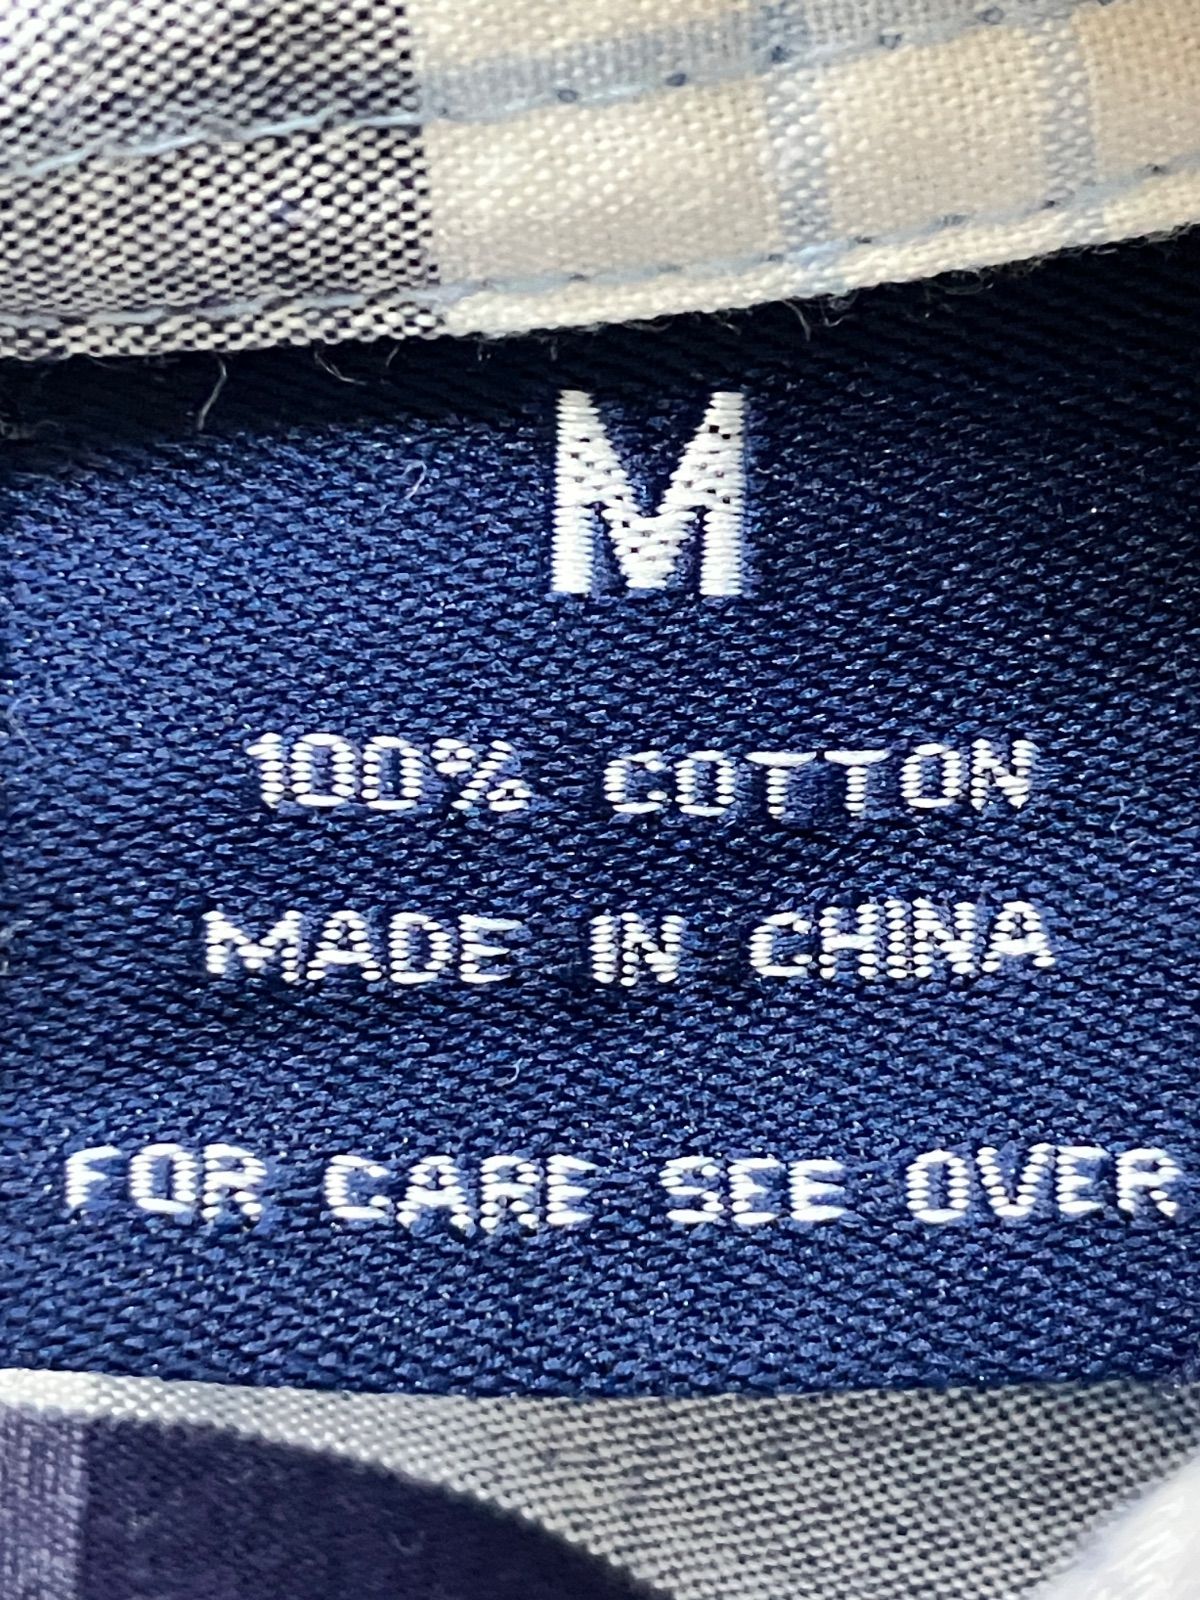 M
100% COTTON
MADE IN CHINA
FOR CARE SEE OVER